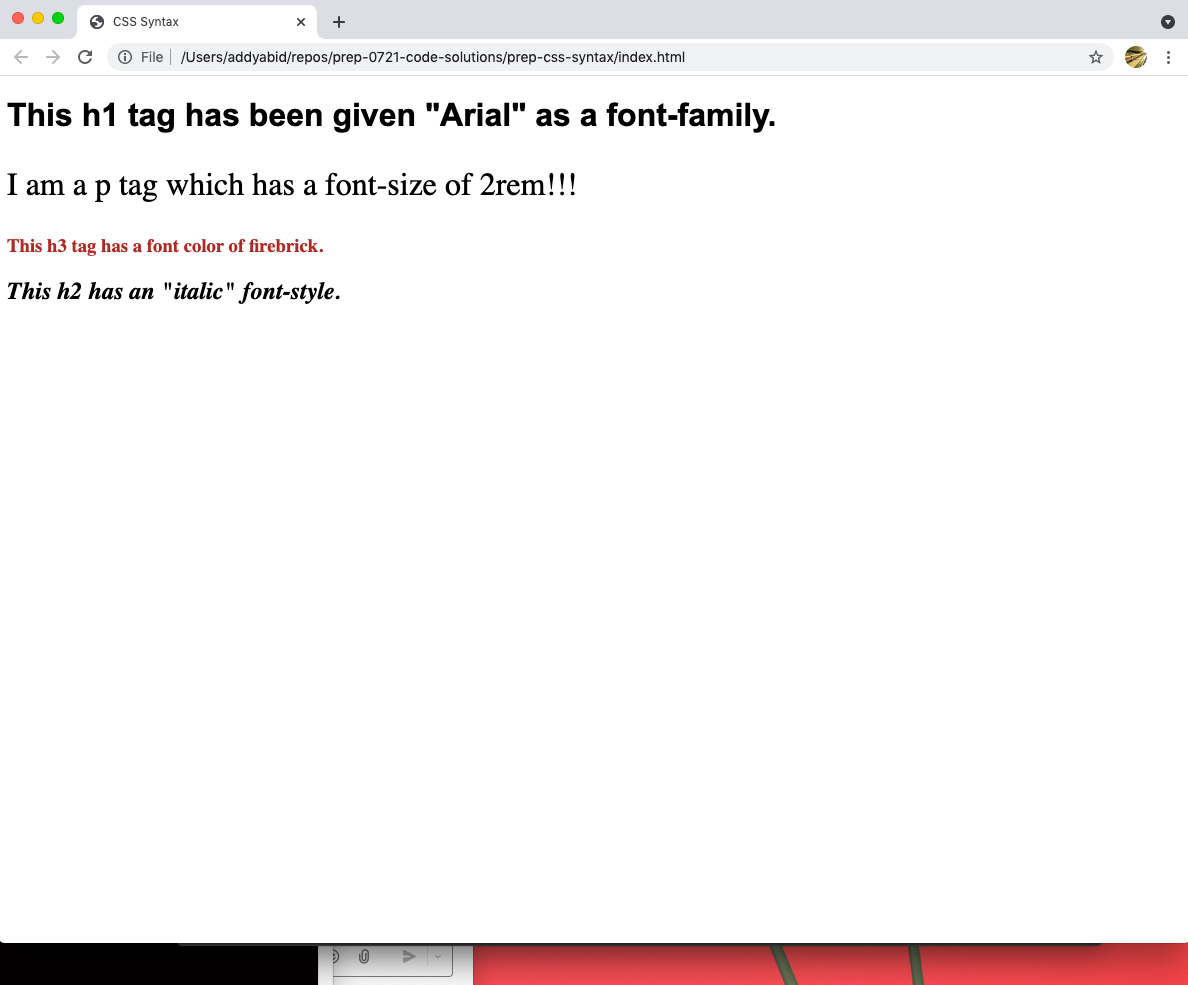 CSS Syntax
File /Users/addyabid/repos/prep-0721-code-solutions/prep-css-syntax/index.html
This h1 tag has been given "Arial" as a font-family.
I am a p tag which has a font-size of 2rem!!!
This h3 tag has a font color of firebrick.
This h2 has an "italic" font-style.